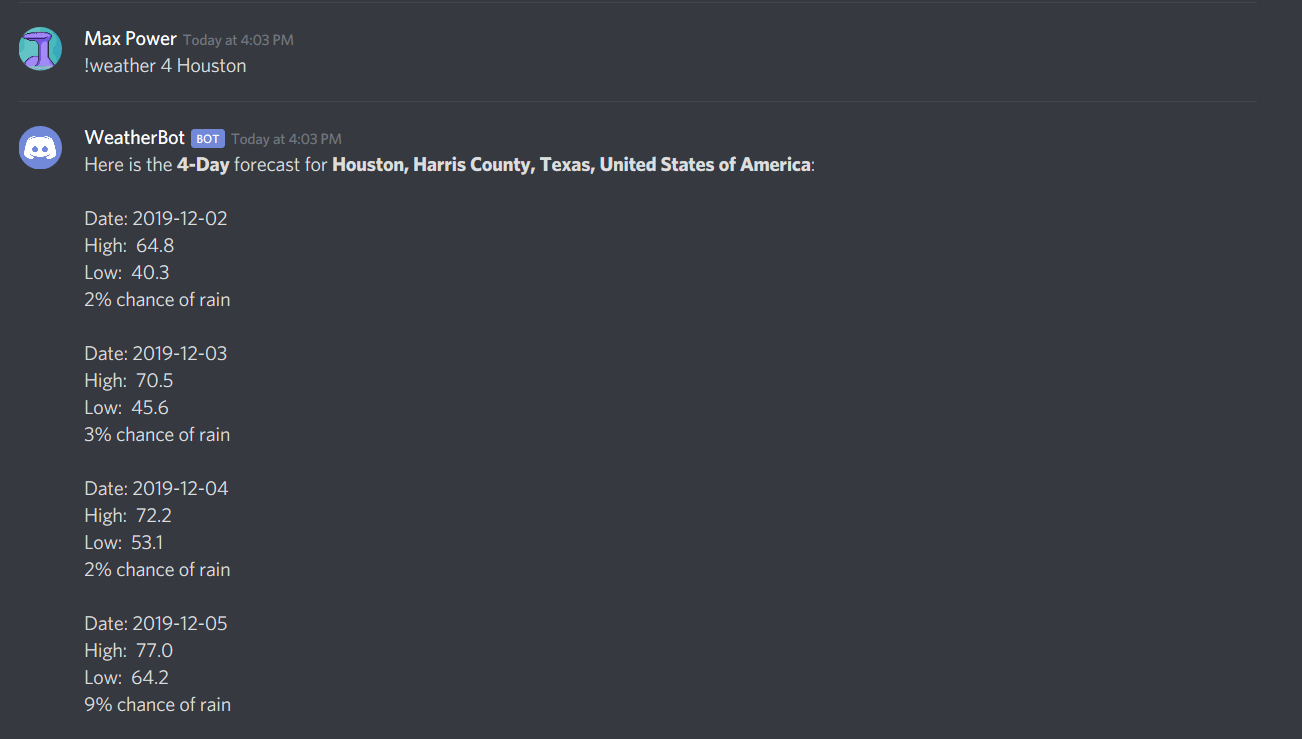 Max Power Today at 4:03 PM
!weather 4 Houston
WeatherBot BOT Today at 4:03 PM
Here is the 4-Day forecast for Houston, Harris County, Texas, United States of America:
Date: 2019-12-02
High:  64.8
Low:  40.3
2% chance of rain
Date: 2019-12-03
High:  70.5
Low:  45.6
3% chance of rain
Date: 2019-12-04
High:  72.2
Low:  53.1
2% chance of rain
Date: 2019-12-05
High:  77.0
Low:  64.2
9% chance of rain